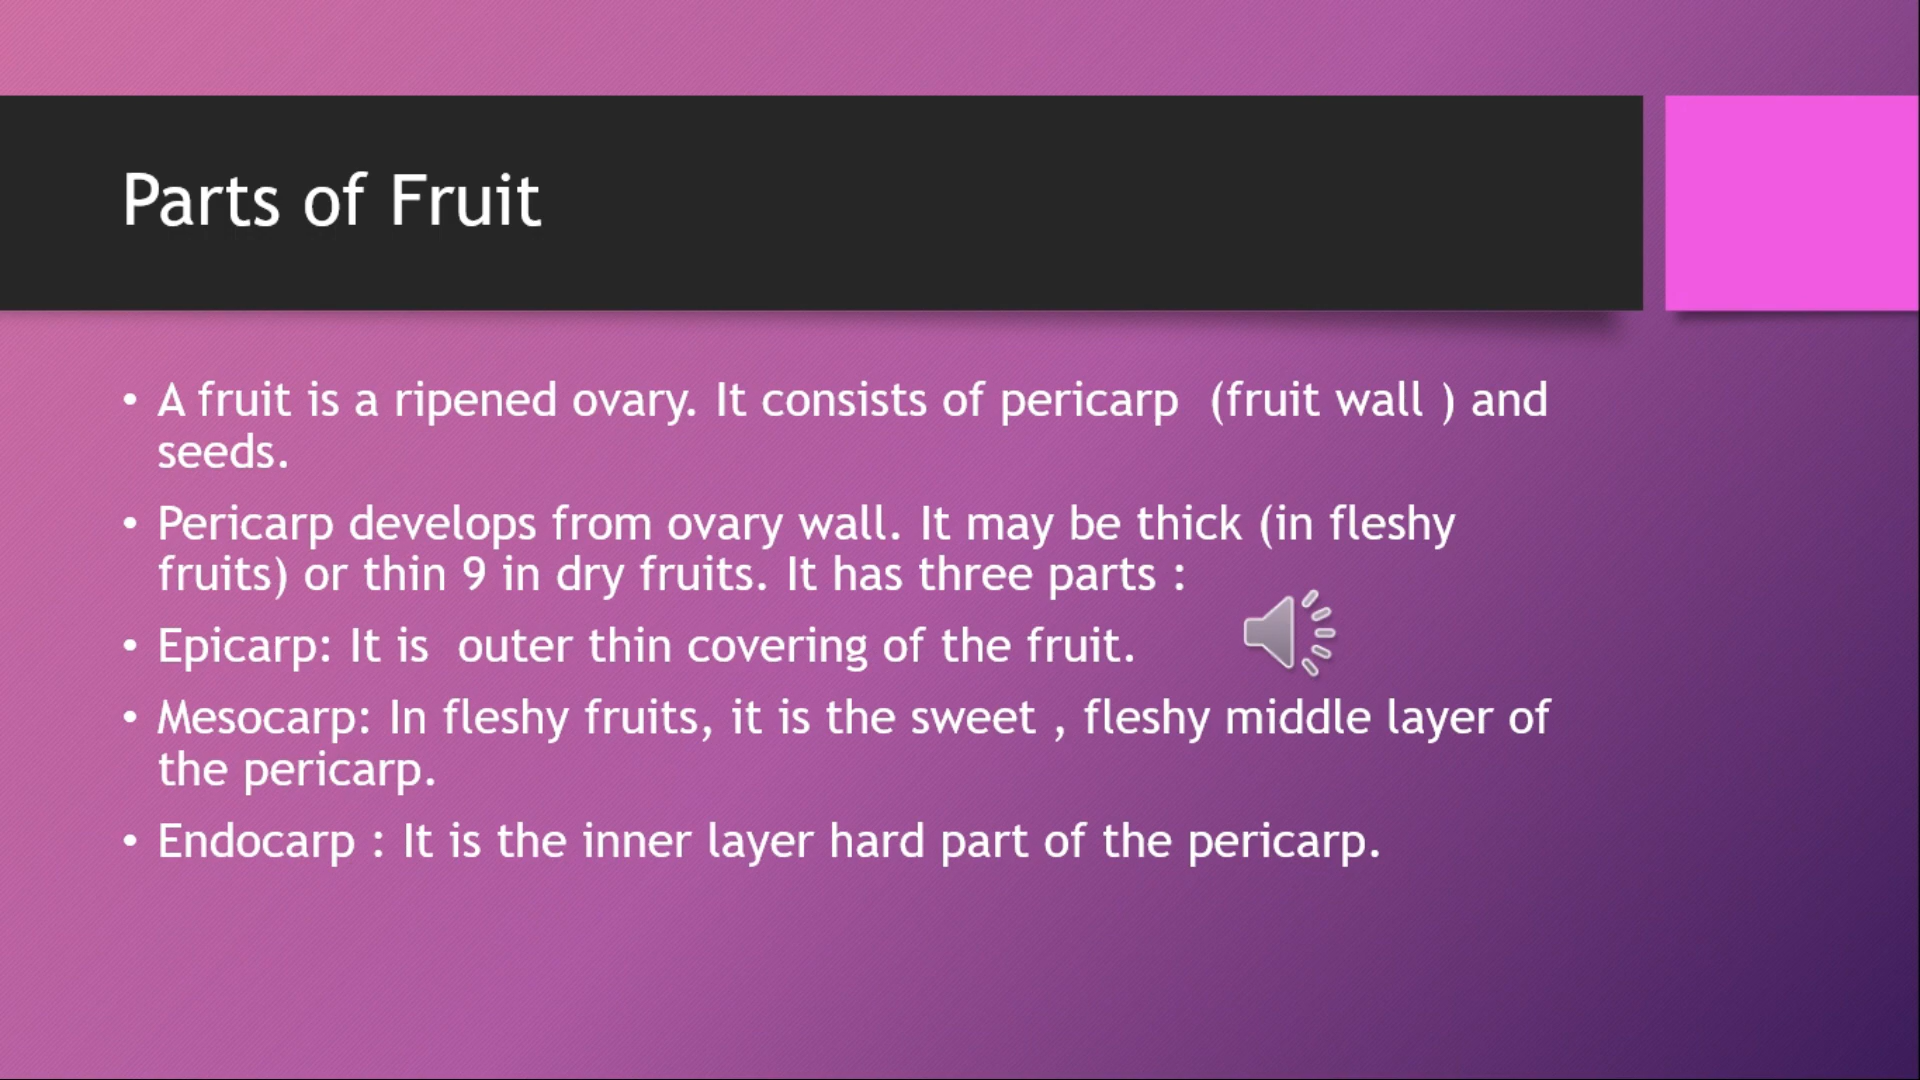 Parts of Fruit
• A fruit is a ripened ovary. It consists of pericarp  (fruit wall ) and
seeds.
• Pericarp develops from ovary wall. It may be thick (in fleshy
fruits) or thin 9 in dry fruits. It has three parts :
• Epicarp: It is  outer thin covering of the fruit.
• Mesocarp: In fleshy fruits, it is the sweet , fleshy middle layer of
the pericarp.
• Endocarp : It is the inner layer hard part of the pericarp.